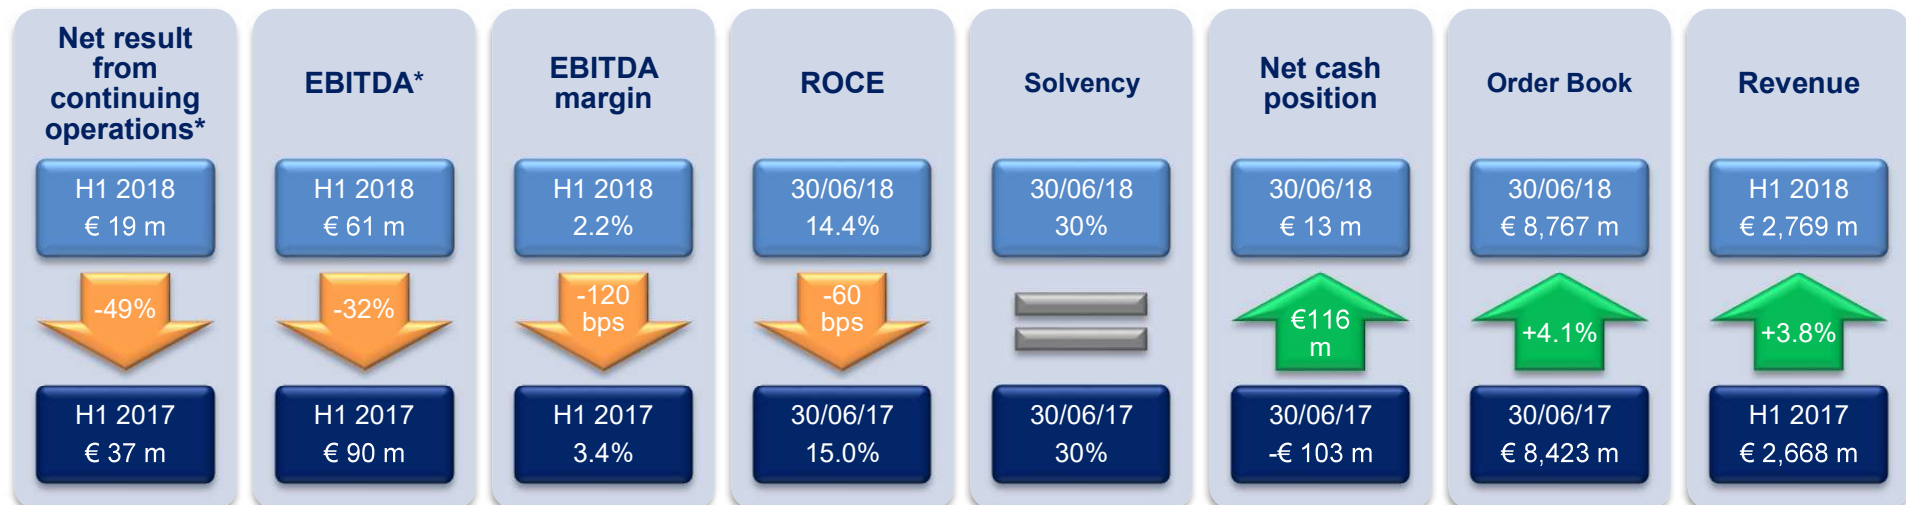 Net result
from
continuing
operations*
H1 2018
€ 19 m
-49%
H1 2017
€ 37 m
EBITDA*
H1 2018
€ 61 m
-32%
H1 2017
€ 90 m
EBITDA
margin
H1 2018
2.2%
-120
bps
H1 2017
3.4%
ROCE
30/06/18
14.4%
-60
bps
30/06/17
15.0%
Solvency
30/06/18
30%
30/06/17
30%
Net cash
position
30/06/18
€ 13 m
€116
m
30/06/17
-€ 103 m
Order Book
30/06/18
€ 8,767 m
+4.1%
30/06/17
€ 8,423 m
Revenue
H1 2018
€ 2,769 m
+3.8%
H1 2017
€ 2,668 m